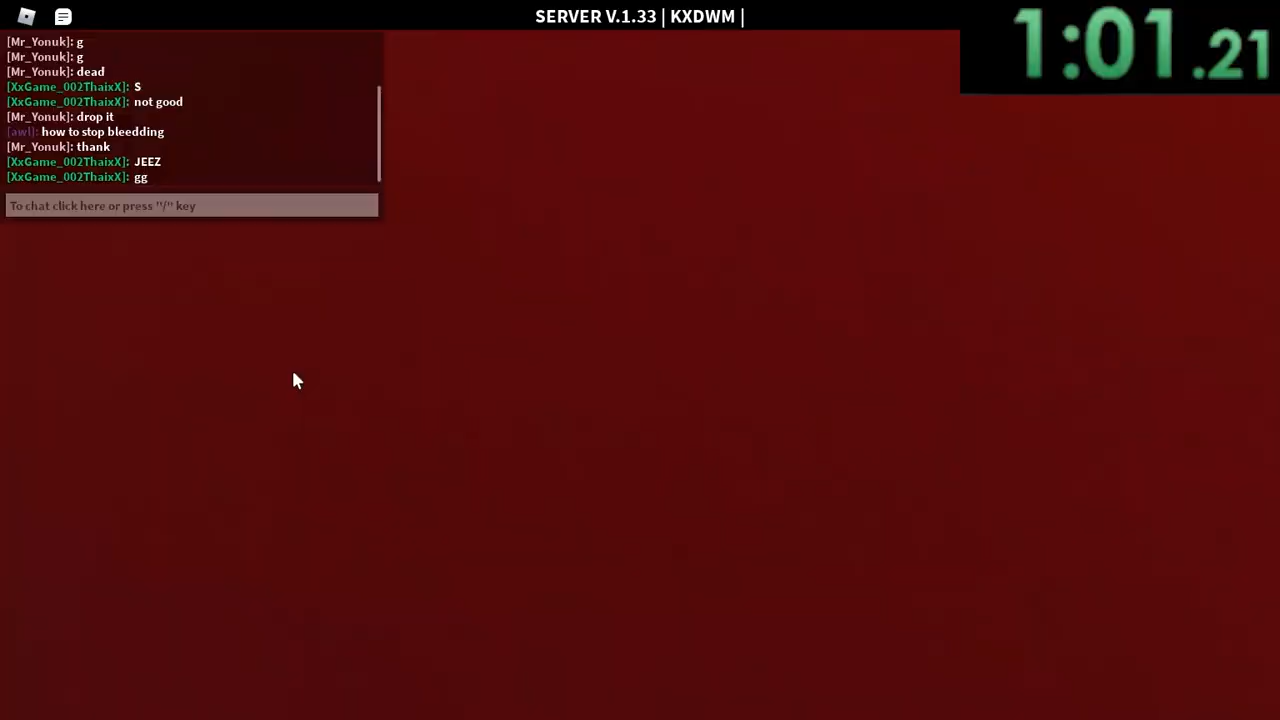 SERVER V.1.33 | KXDWM |
1:01.21
[Mr_Yonuk]: g
[Mr_Yonuk]: g
[Mr_Yonuk]: dead
[XxGame_002ThaixX]: S
[XxGame_002ThaixX]: not good
[Mr_Yonuk]: drop it
[awl]: how to stop bleedding
[Mr_Yonuk]: thank
[XxGame_002ThaixX]: JEEZ
[XxGame_002ThaixX]: gg
To chat click here or press "/" key